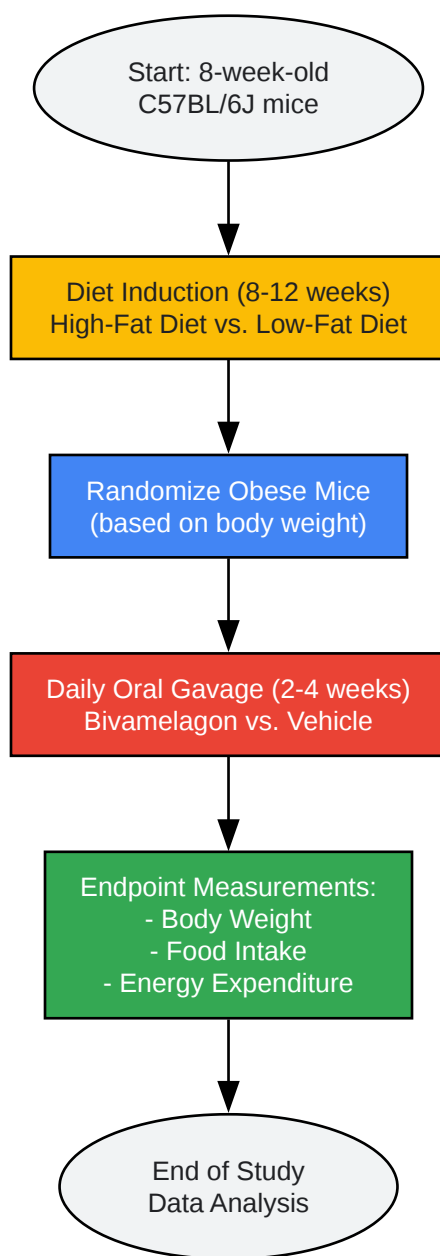 Start: 8-week-old
C57BL/6J mice
Diet Induction (8-12 weeks)
High-Fat Diet vs. Low-Fat Diet
Randomize Obese Mice
(based on body weight)
Daily Oral Gavage (2-4 weeks)
Bivamelagon vs. Vehicle
Endpoint Measurements:
- Body Weight
- Food Intake
- Energy Expenditure
End of Study
Data Analysis